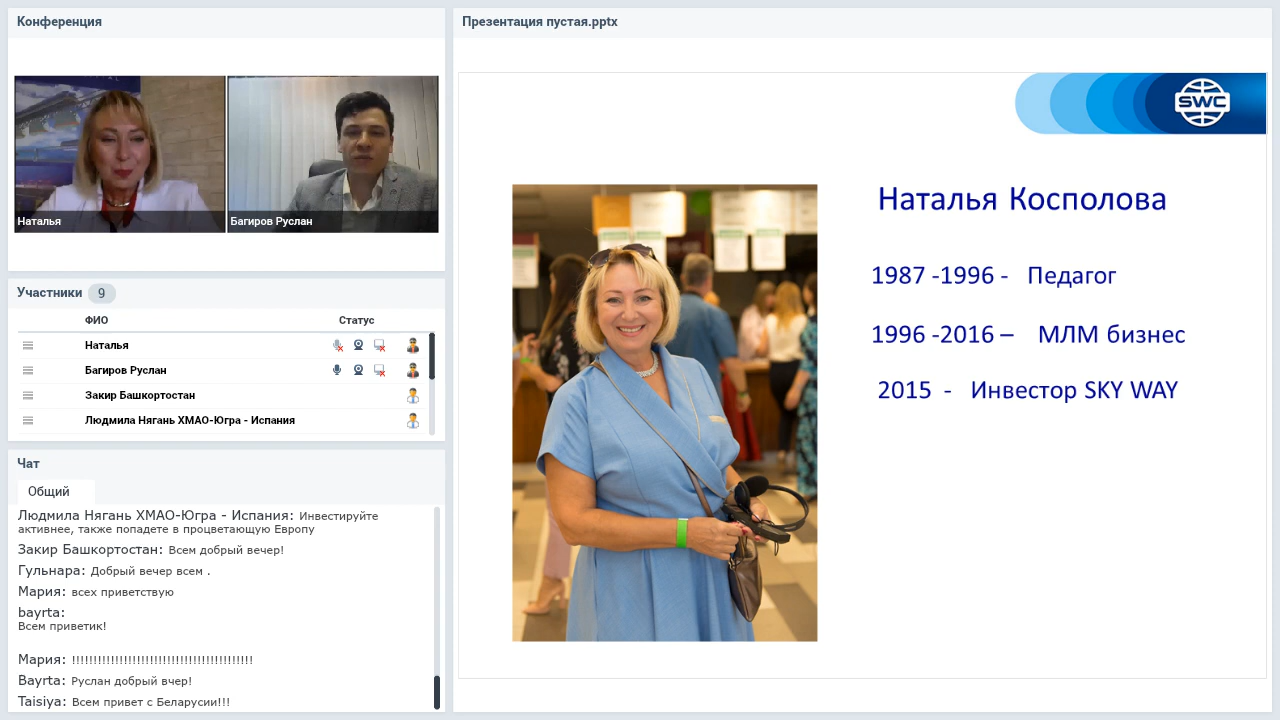 Конференция
Наталья
Багиров Руслан
Участники 9
ФИО Статус
Наталья
Багиров Руслан
Закир Башкортостан
Людмила Нягань ХМАО-Югра - Испания
Чат
Общий
Людмила Нягань ХМАО-Югра - Испания: Инвестируйте
активнее, также попадете в процветающую Европу
Закир Башкортостан: Всем добрый вечер!
Гульнара: Добрый вечер всем .
Мария: всех приветствую
bayrta:
Всем приветик!
Мария: !!!!!!!!!!!!!!!!!!!!!!!!!!!!!!!!!!!!!!!!!!
Bayrta: Руслан добрый вчер!
Taisiya: Всем привет с Беларусии!!!
Презентация пустая.pptx
SWC
Наталья Косполова
1987 -1996 - Педагог
1996 -2016 – МЛМ бизнес
2015 - Инвестор SKY WAY